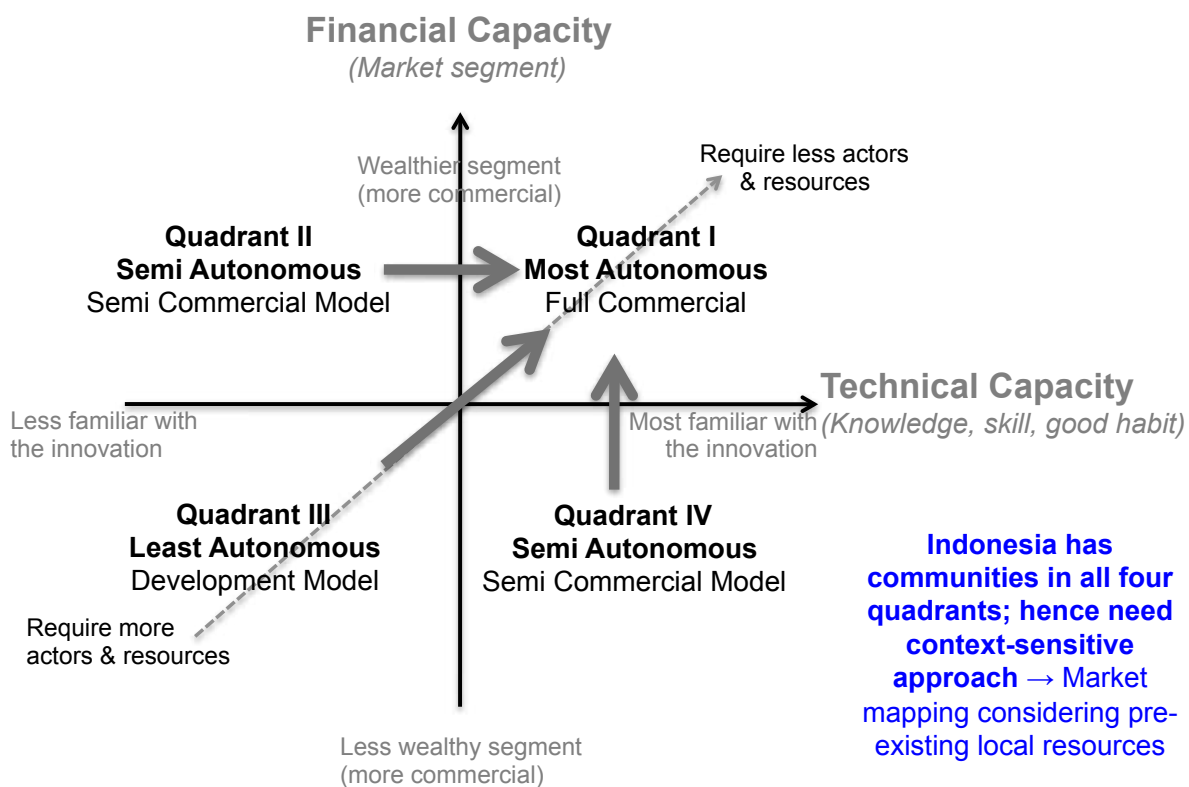 Financial Capacity
(Market segment)
Wealthier segment
(more commercial)
Require less actors
& resources
Quadrant II
Semi Autonomous
Semi Commercial Model
Quadrant I
Most Autonomous
Full Commercial
Technical Capacity
(Knowledge, skill, good habit)
Less familiar with
the innovation
Most familiar with
the innovation
Quadrant III
Least Autonomous
Development Model
Quadrant IV
Semi Autonomous
Semi Commercial Model
Require more
actors & resources
Indonesia has
communities in all four
quadrants; hence need
context-sensitive
approach → Market
mapping considering pre-
existing local resources
Less wealthy segment
(more commercial)